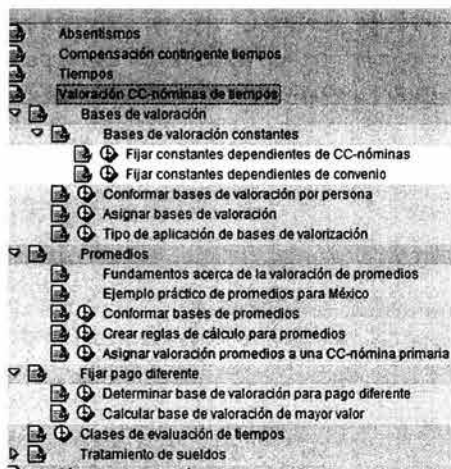 Absentismos
Compensación contingente tiempos
Tiempos
Valoración CC-nóminas de tiempos
Bases de valoración
Bases de valoración constantes
Fijar constantes dependientes de CC-nóminas
Fijar constantes dependientes de convenio
Conformar bases de valoración por persona
Asignar bases de valoración
Tipo de aplicación de bases de valorización
Promedios
Fundamentos acerca de la valoración de promedios
Ejemplo práctico de promedios para México
Conformar bases de promedios
Crear reglas de cálculo para promedios
Asignar valoración promedios a una CC-nómina primaria
Fijar pago diferente
Determinar base de valoración para pago diferente
Calcular base de valoración de mayor valor
Clases de evaluación de tiempos
Tratamiento de sueldos